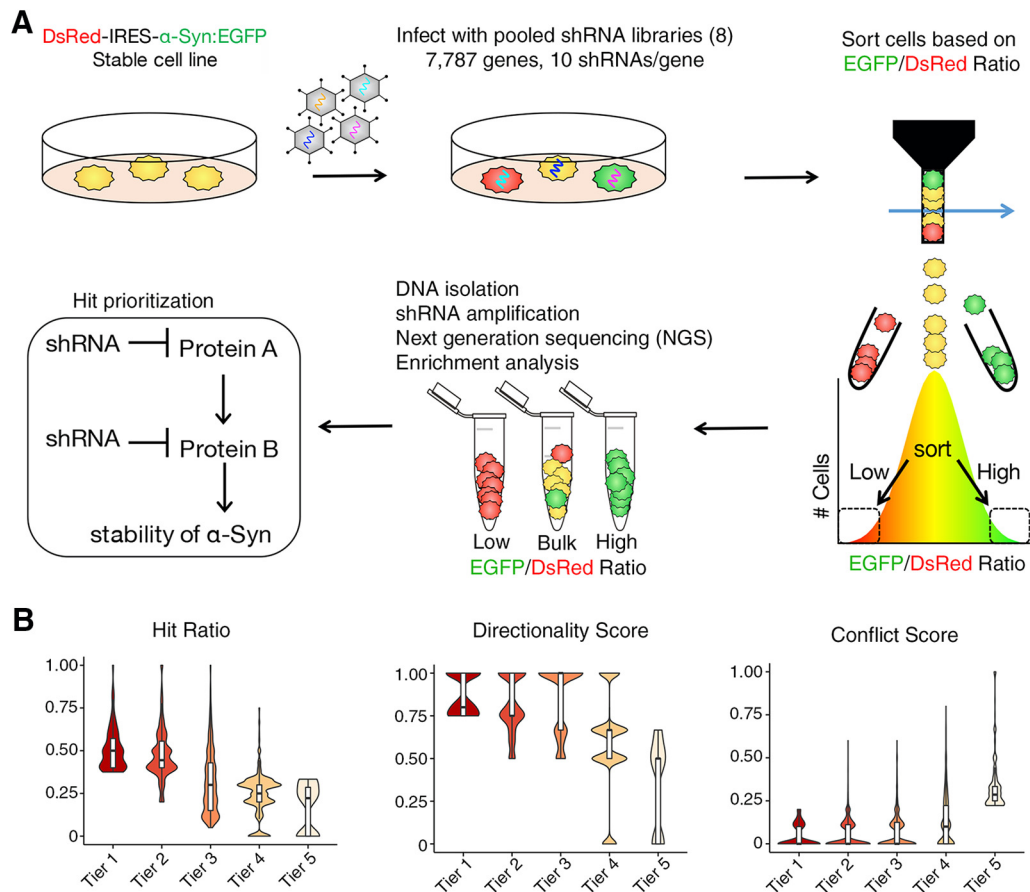 A
DsRed-IRES-α-Syn:EGFP
Stable cell line
Infect with pooled shRNA libraries (8)
7,787 genes, 10 shRNAs/gene
Sort cells based on
EGFP/DsRed Ratio
Hit prioritization
shRNA
Protein A
shRNA
Protein B
stability of α-Syn
DNA isolation
shRNA amplification
Next generation sequencing (NGS)
Enrichment analysis
Low
Bulk
High
EGFP/DsRed Ratio
# Cells
Low
sort
High
EGFP/DsRed Ratio
B
Hit Ratio
1.00
0.75
0.50
0.25
0
Tier 1
Tier 2
Tier 3
Tier 4
Tier 5
Directionality Score
1.00
0.75
0.50
0.25
0
Tier 1
Tier 2
Tier 3
Tier 4
Tier 5
Conflict Score
1.00
0.75
0.50
0.25
0
Tier 1
Tier 2
Tier 3
Tier 4
Tier 5